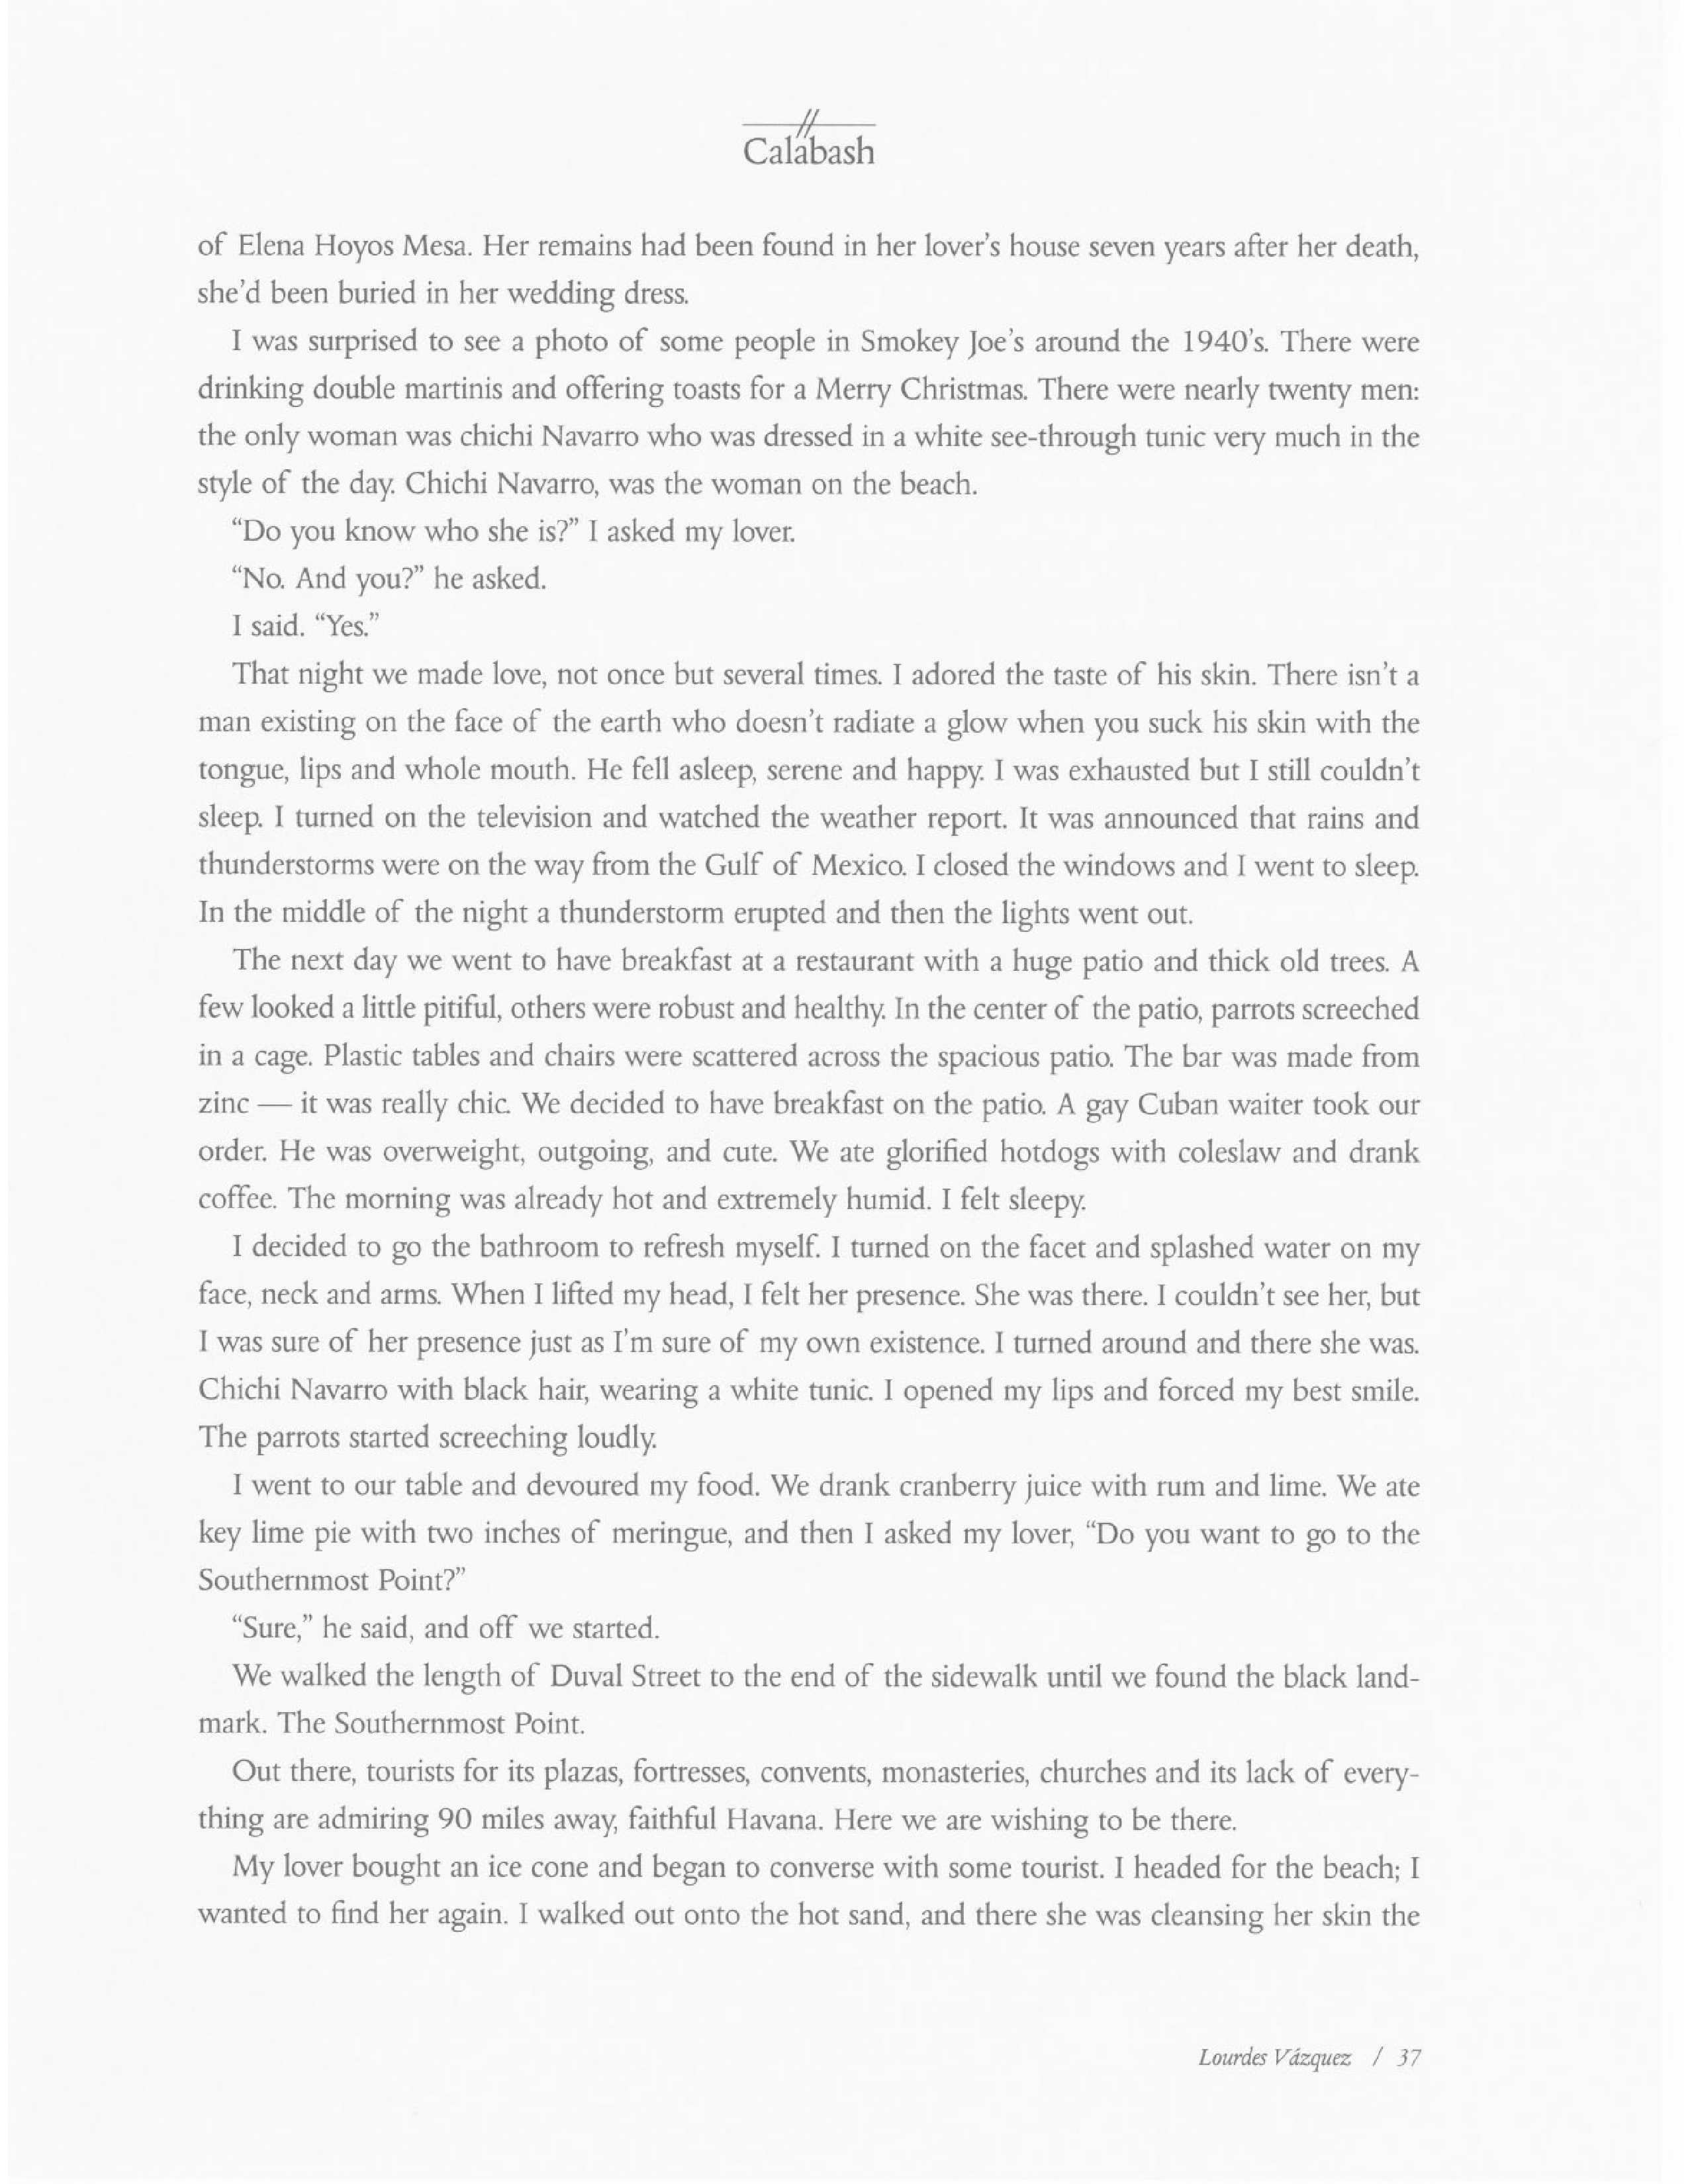 Calabash
of Elena Hoyos Mesa. Her remains had been found in her lover's house seven years after her death,
she'd been buried in her wedding dress.
I was surprised to see a photo of some people in Smokey Joe's around the 1940's. There were
drinking double martinis and offering toasts for a Merry Christmas. There were nearly twenty men:
the only woman was chichi Navarro who was dressed in a white see-through tunic very much in the
style of the day. Chichi Navarro, was the woman on the beach.
“Do you know who she is?” I asked my lover.
“No. And you?” he asked.
I said. “Yes.”
That night we made love, not once but several times. I adored the taste of his skin. There isn't a
man existing on the face of the earth who doesn't radiate a glow when you suck his skin with the
tongue, lips and whole mouth. He fell asleep, serene and happy. I was exhausted but I still couldn't
sleep. I turned on the television and watched the weather report. It was announced that rains and
thunderstorms were on the way from the Gulf of Mexico. I closed the windows and I went to sleep.
In the middle of the night a thunderstorm erupted and then the lights went out.
The next day we went to have breakfast at a restaurant with a huge patio and thick old trees. A
few looked a little pitiful, others were robust and healthy. In the center of the patio, parrots screeched
in a cage. Plastic tables and chairs were scattered across the spacious patio. The bar was made from
zinc — it was really chic. We decided to have breakfast on the patio. A gay Cuban waiter took our
order. He was overweight, outgoing, and cute. We ate glorified hotdogs with coleslaw and drank
coffee. The morning was already hot and extremely humid. I felt sleepy.
I decided to go the bathroom to refresh myself. I turned on the facet and splashed water on my
face, neck and arms. When I lifted my head, I felt her presence. She was there. I couldn't see her, but
I was sure of her presence just as I'm sure of my own existence. I turned around and there she was.
Chichi Navarro with black hair, wearing a white tunic. I opened my lips and forced my best smile.
The parrots started screeching loudly.
I went to our table and devoured my food. We drank cranberry juice with rum and lime. We ate
key lime pie with two inches of meringue, and then I asked my lover, “Do you want to go to the
Southernmost Point?”
“Sure,” he said, and off we started.
We walked the length of Duval Street to the end of the sidewalk until we found the black land-
mark. The Southernmost Point.
Out there, tourists for its plazas, fortresses, convents, monasteries, churches and its lack of every-
thing are admiring 90 miles away, faithful Havana. Here we are wishing to be there.
My lover bought an ice cone and began to converse with some tourist. I headed for the beach; I
wanted to find her again. I walked out onto the hot sand, and there she was cleansing her skin the
Lourdes Vázquez / 37